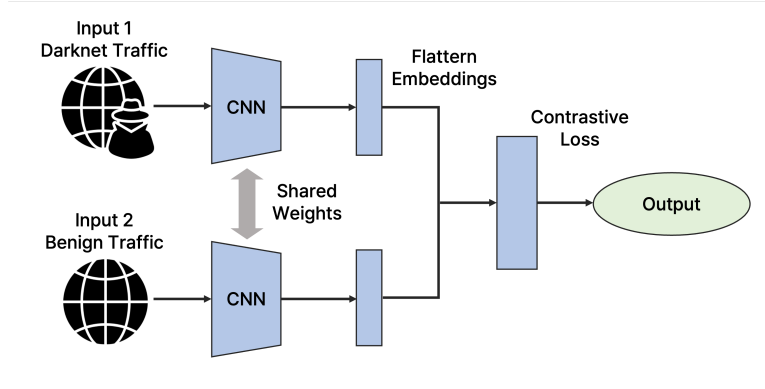 Input 1
Darknet Traffic
CNN
Flattern
Embeddings
Contrastive
Loss
Shared
Weights
Output
Input 2
Benign Traffic
CNN